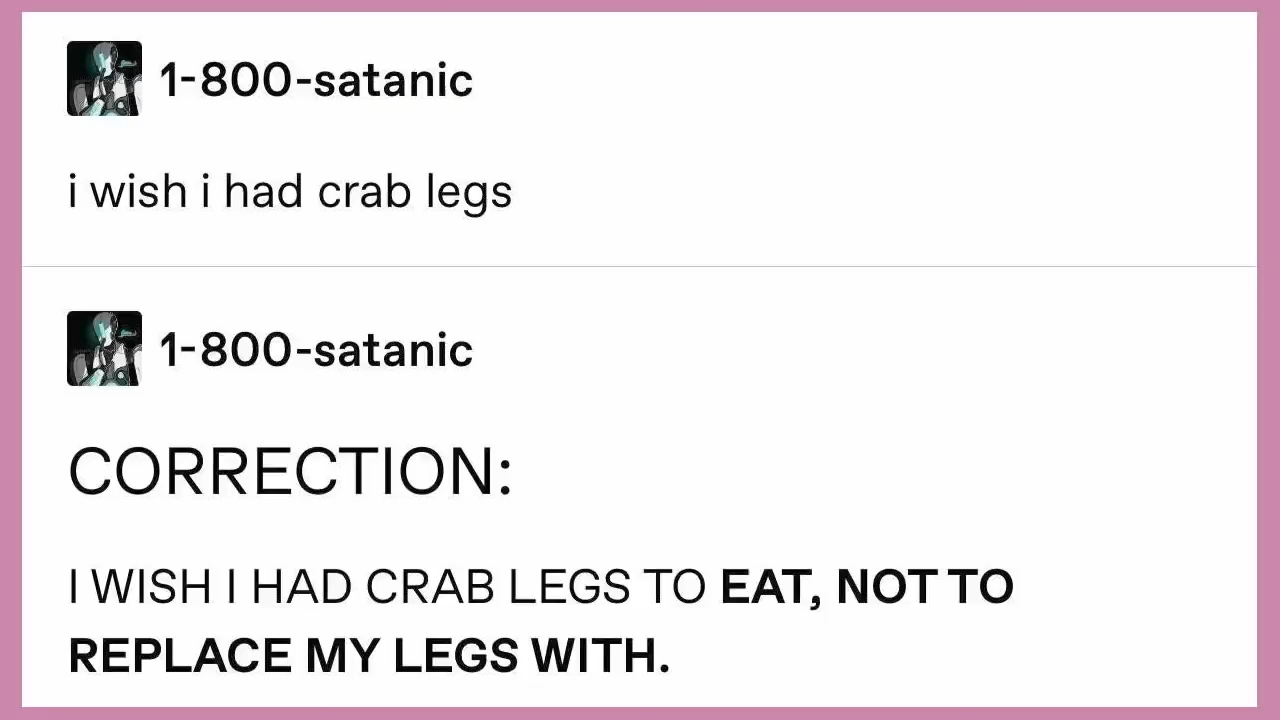 1-800-satanic
i wish i had crab legs
1-800-satanic
CORRECTION:
I WISH I HAD CRAB LEGS TO EAT, NOT TO
REPLACE MY LEGS WITH.